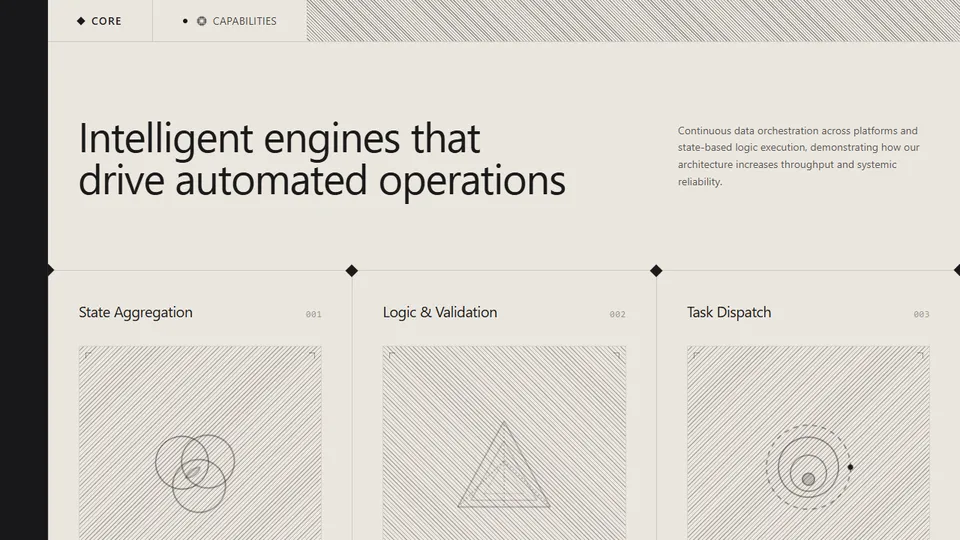 CORE
CAPABILITIES
Intelligent engines that
drive automated operations
Continuous data orchestration across platforms and
state-based logic execution, demonstrating how our
architecture increases throughput and systemic
reliability.
State Aggregation
001
Logic & Validation
002
Task Dispatch
003